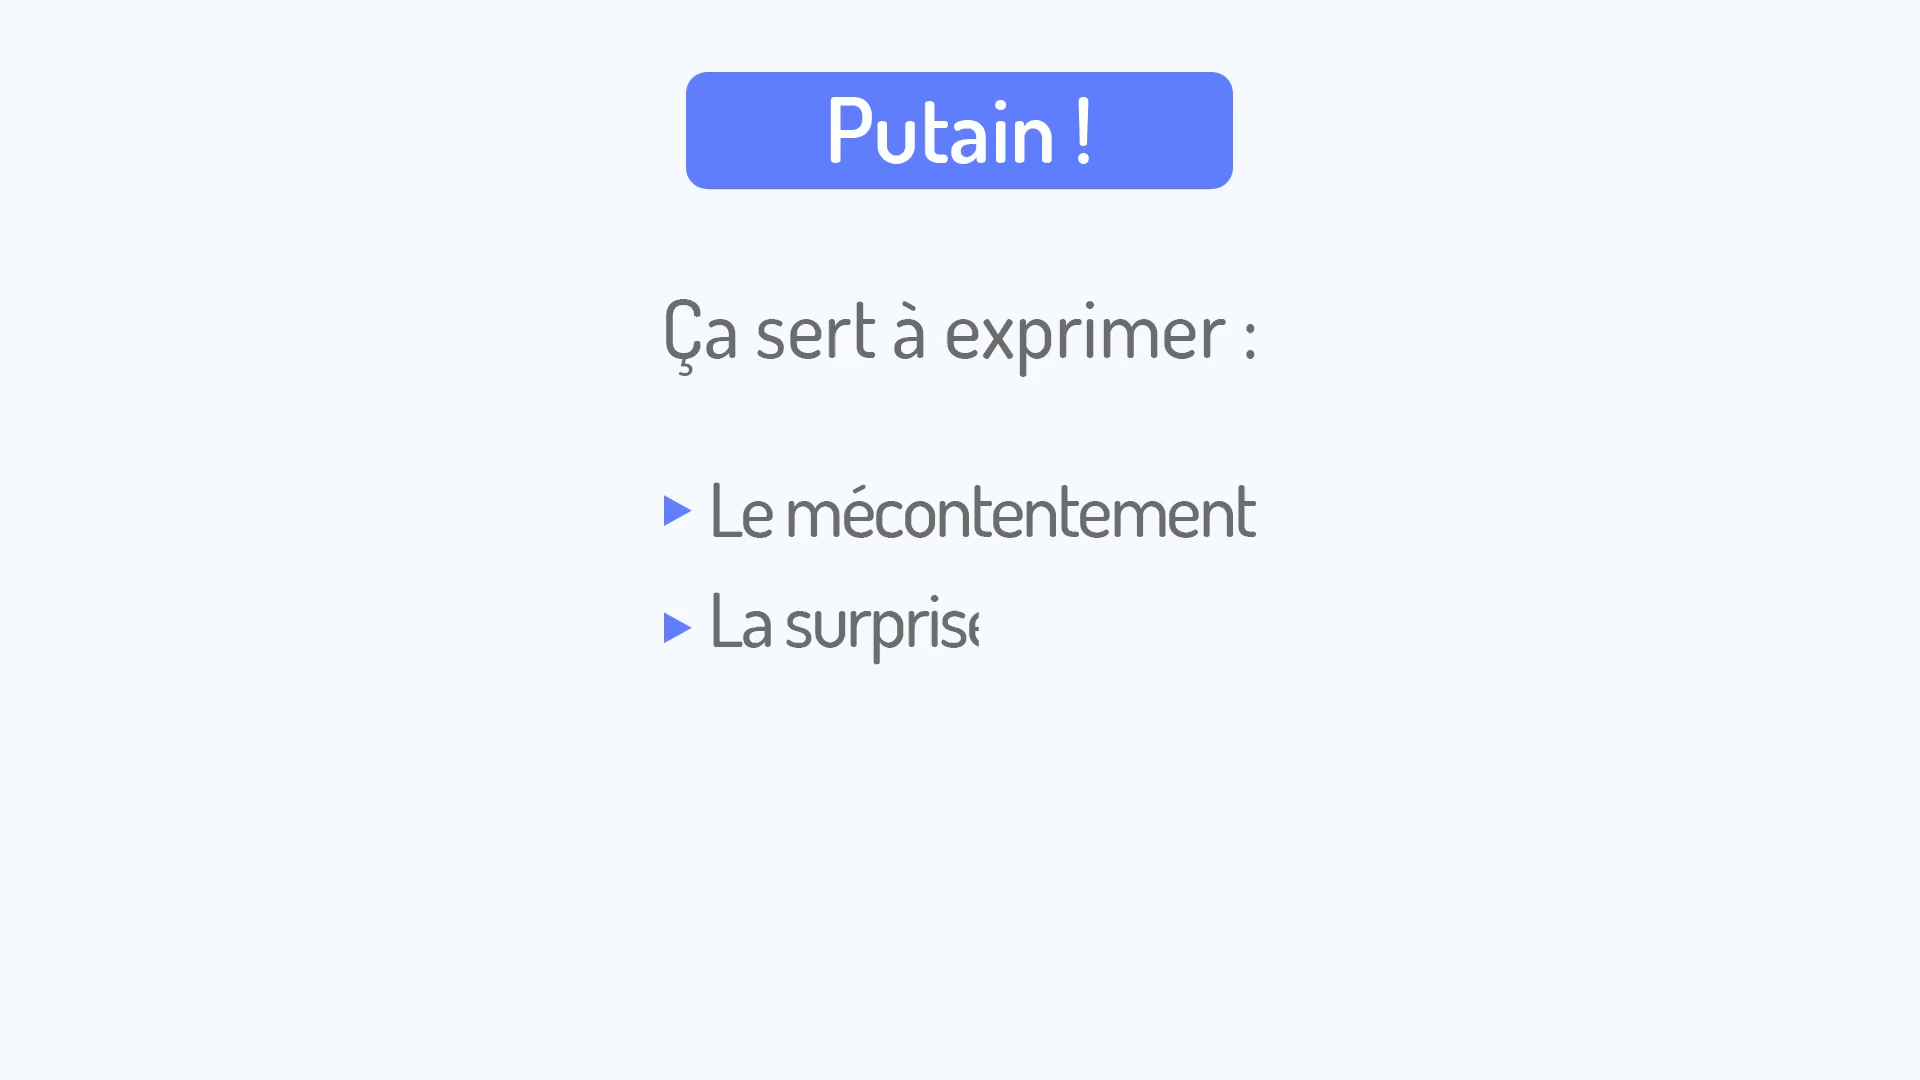 Putain !
Ça sert à exprimer :
Le mécontentement
La surprise